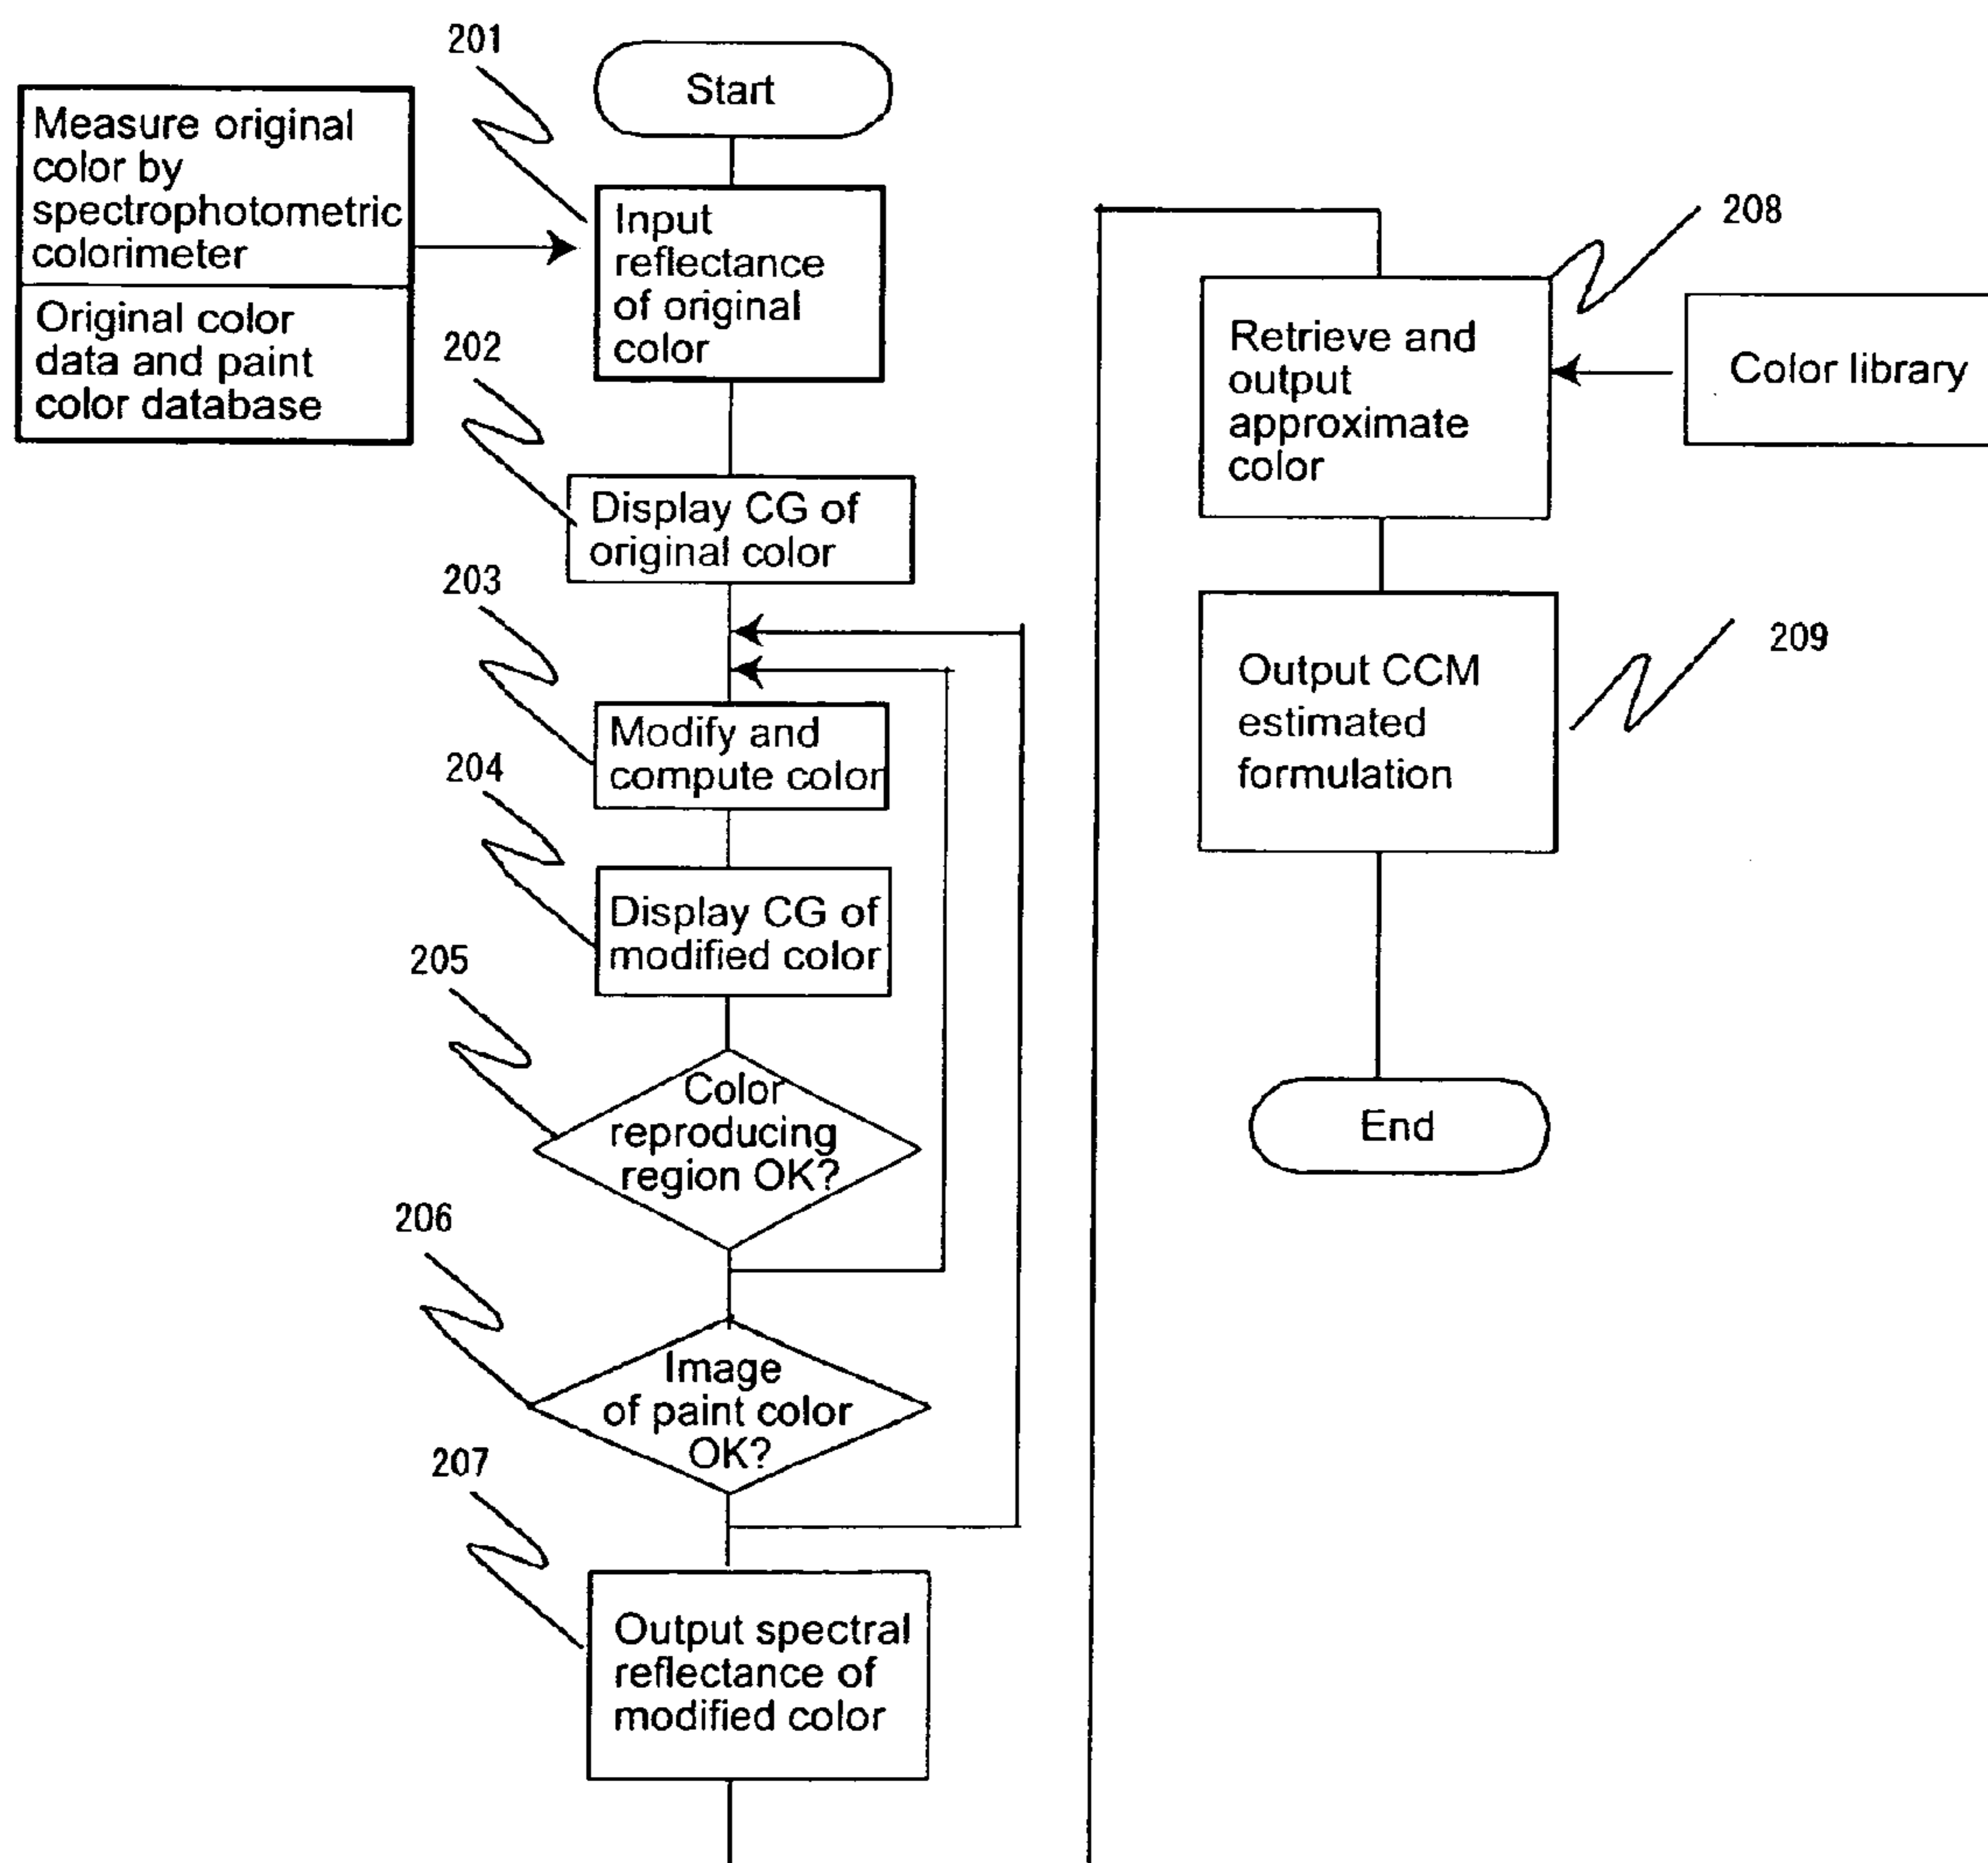 201
Start
Measure original
color by
spectrophotometric
colorimeter
Original color
data and paint
color database
Input
reflectance
of original
color
202
Display CG of
original color
203
Modify and
compute color
204
Display CG of
modified color
205
Color
reproducing
region OK?
206
Image
of paint color
OK?
207
Output spectral
reflectance of
modified color
208
Retrieve and
output
approximate
color
Color library
209
Output CCM
estimated
formulation
End